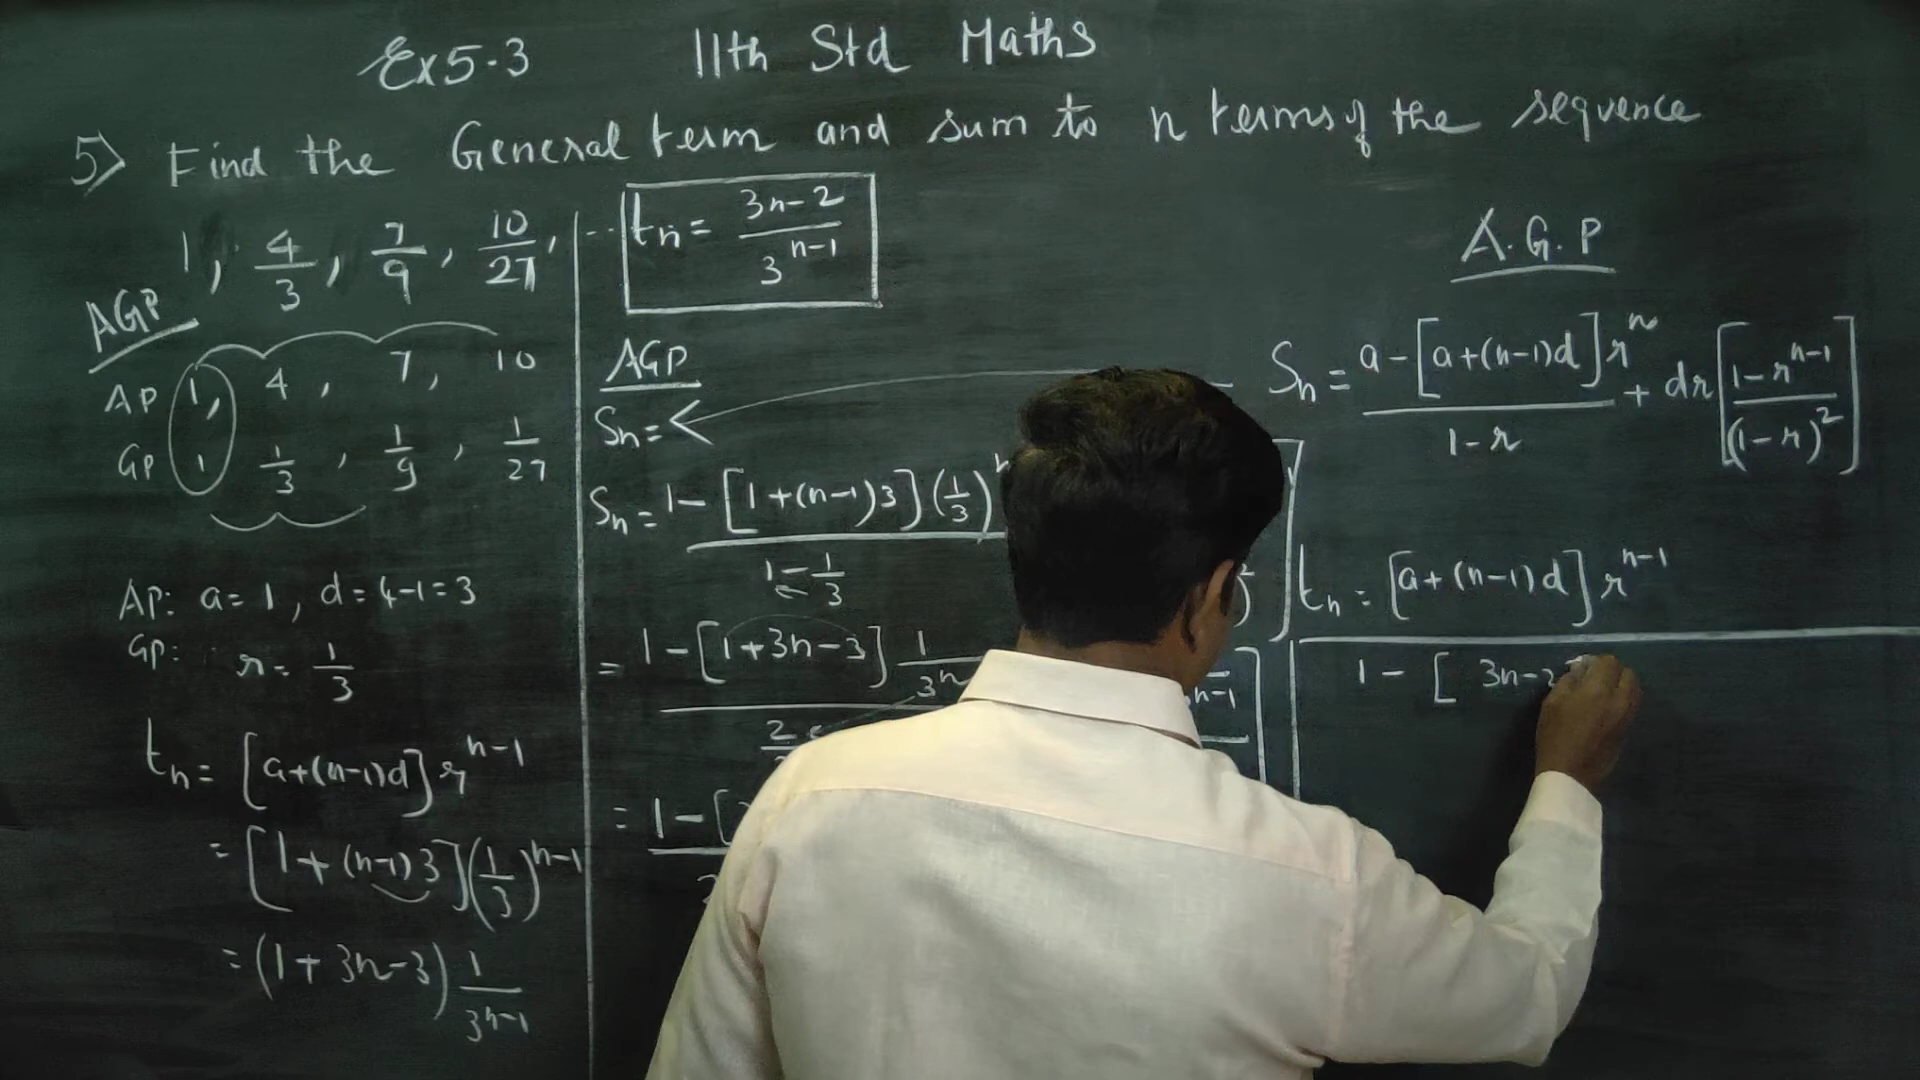 Ex 5.3 11th Std Maths
5) Find the General term and sum to n terms of the sequence
1, 4/3, 7/9, 10/27, ...
AGP
AP 1, 4, 7, 10
GP 1, 1/3, 1/9, 1/27
AP: a = 1, d = 4-1 = 3
GP: r = 1/3
tn = [a+(n-1)d] r^(n-1)
= [1+(n-1)3] (1/3)^(n-1)
= (1+3n-3) 1/3^(n-1)
tn = (3n-2)/3^(n-1)
AGP
Sn = <
Sn = 1-[1+(n-1)3](1/3)^n
1-1/3
= 1-[1+3n-3] 1/3^n
2
= 1-[
n-1
A.G.P
Sn = (a-[a+(n-1)d]r^n)/(1-r) + dr[(1-r^(n-1))/(1-r)^2]
tn = [a+(n-1)d] r^(n-1)
1 - [ 3n-2